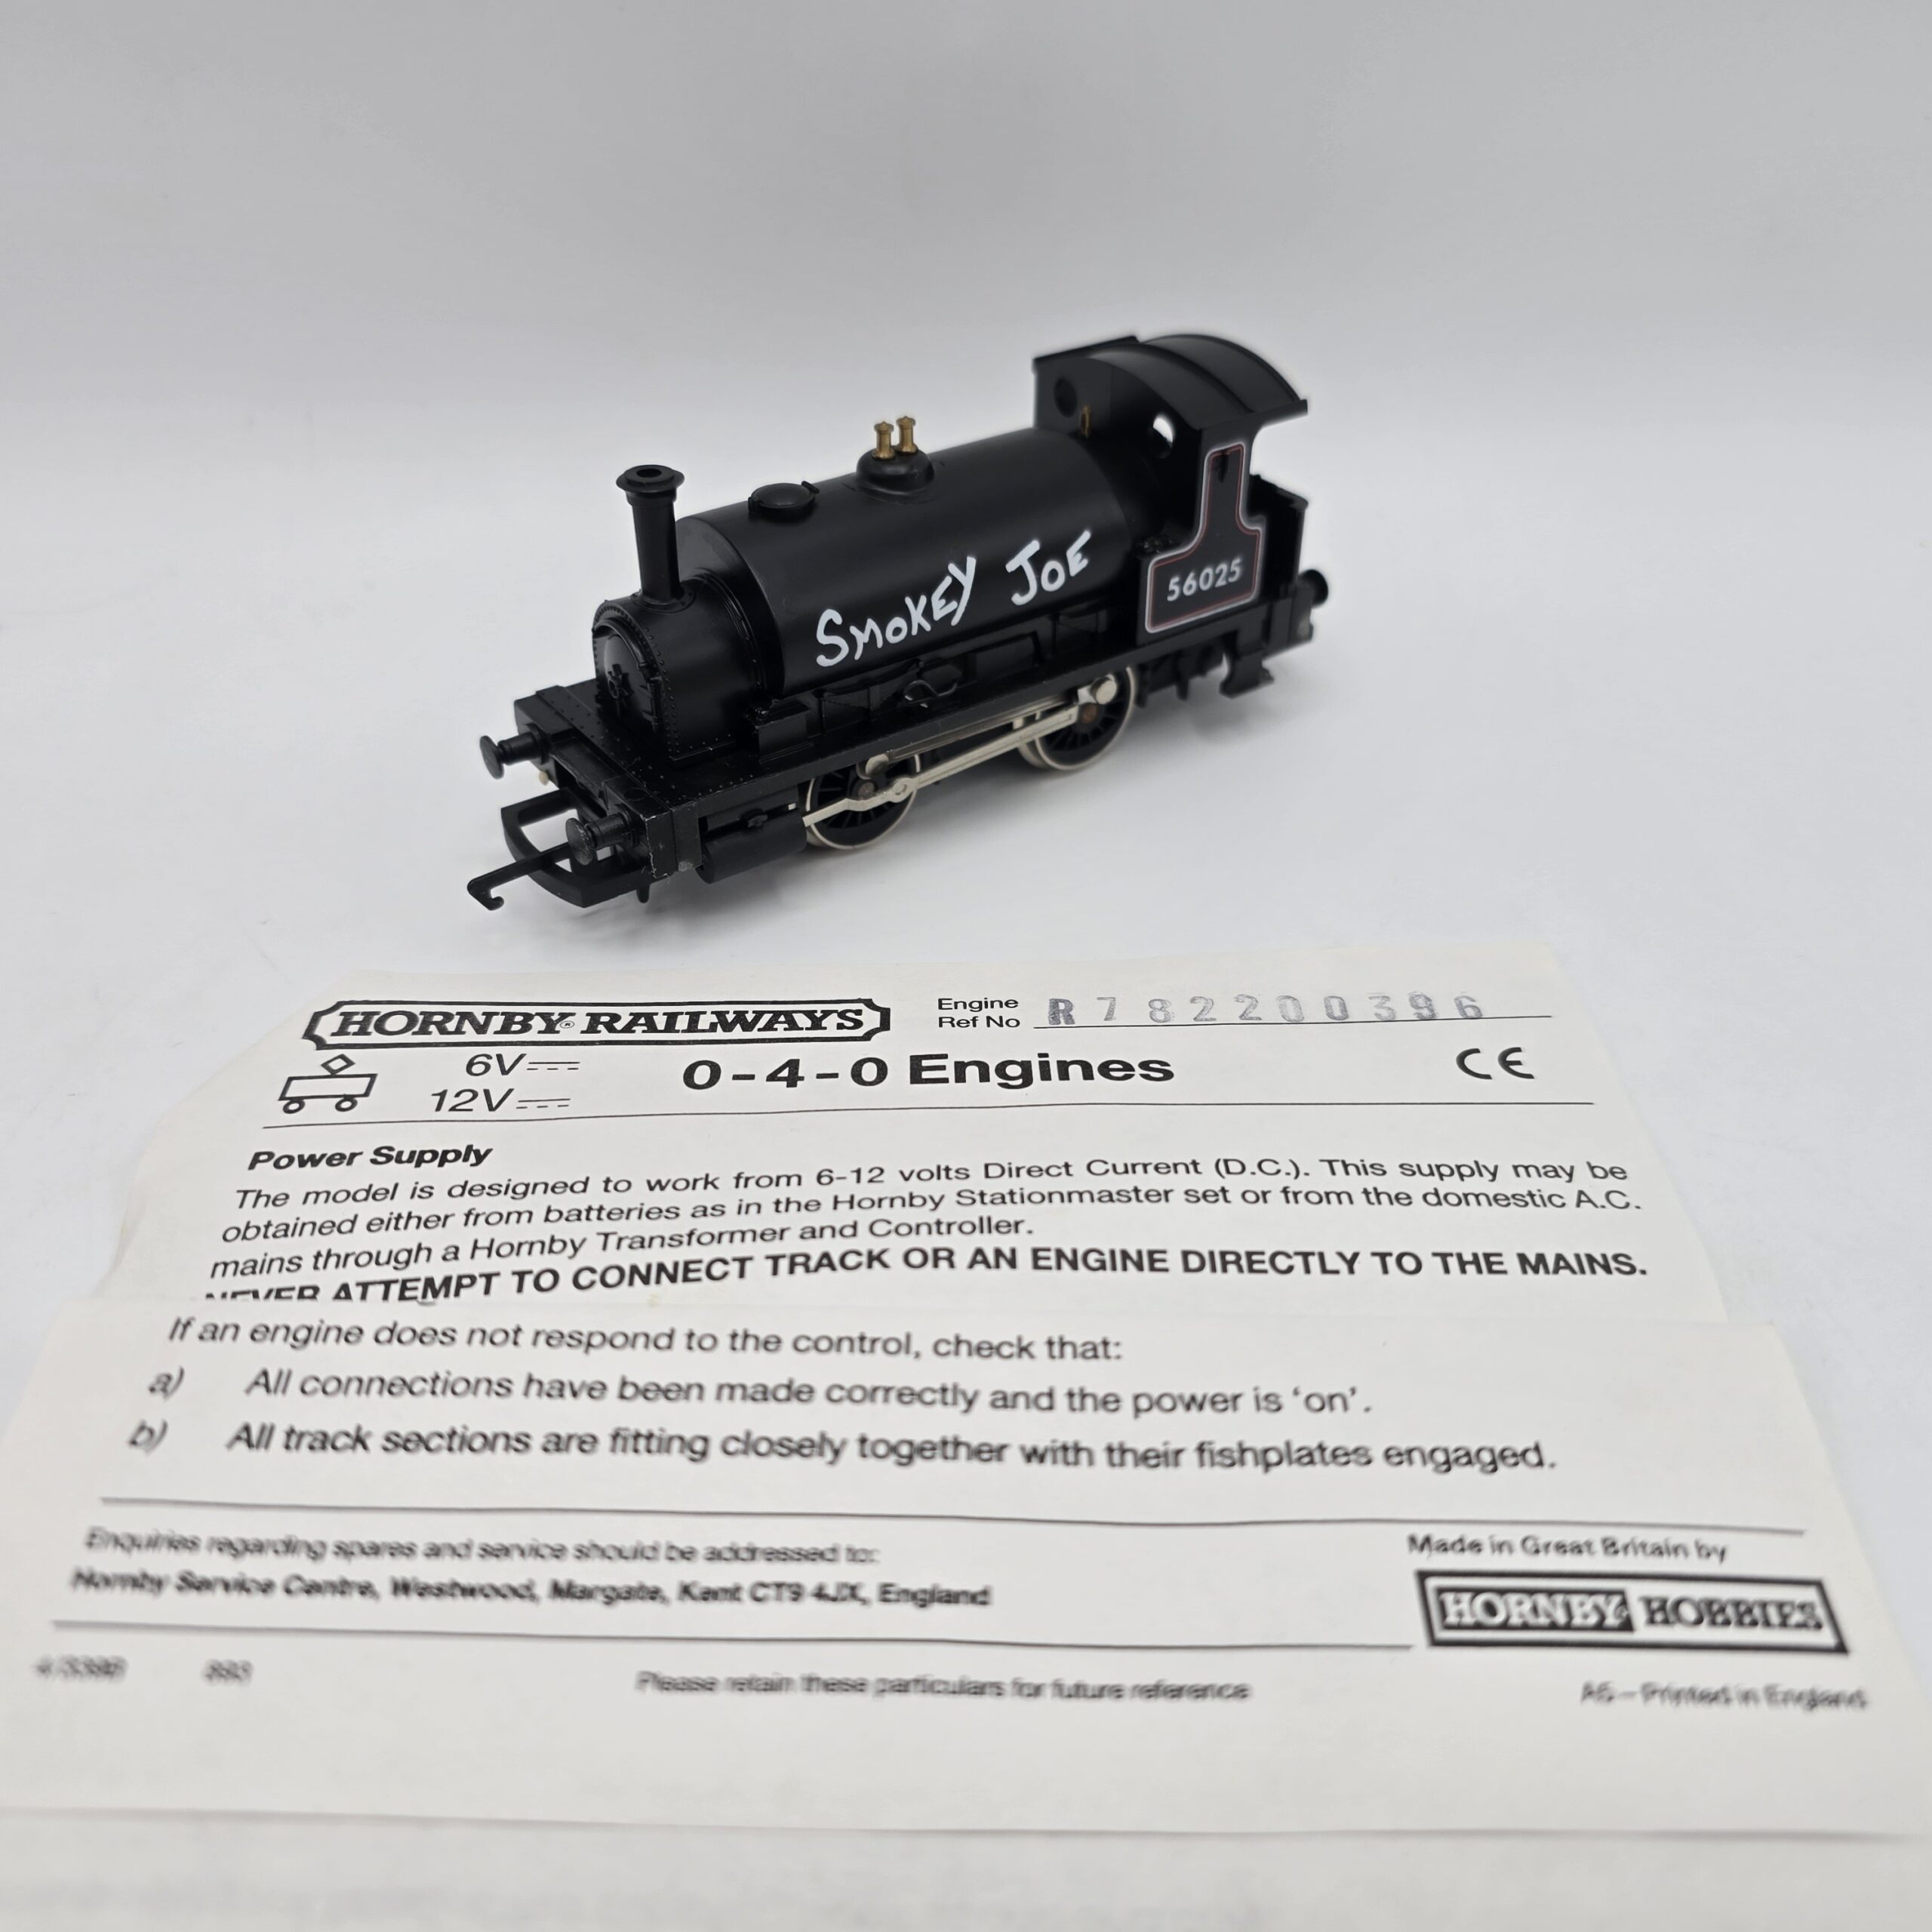 SMOKEY JOE
56025
HORNBY® RAILWAYS
Engine
Ref No R782200396
6V
12V
0-4-0 Engines
CE
Power Supply
The model is designed to work from 6-12 volts Direct Current (D.C.). This supply may be
obtained either from batteries as in the Hornby Stationmaster set or from the domestic A.C.
mains through a Hornby Transformer and Controller.
NEVER ATTEMPT TO CONNECT TRACK OR AN ENGINE DIRECTLY TO THE MAINS.
If an engine does not respond to the control, check that:
a) All connections have been made correctly and the power is 'on'.
b) All track sections are fitting closely together with their fishplates engaged.
Enquiries regarding spares and service should be addressed to:
Hornby Service Centre, Westwood, Margate, Kent CT9 4JX, England
Made in Great Britain by
HORNBY HOBBIES
Please retain these particulars for future reference
A5 – Printed in England